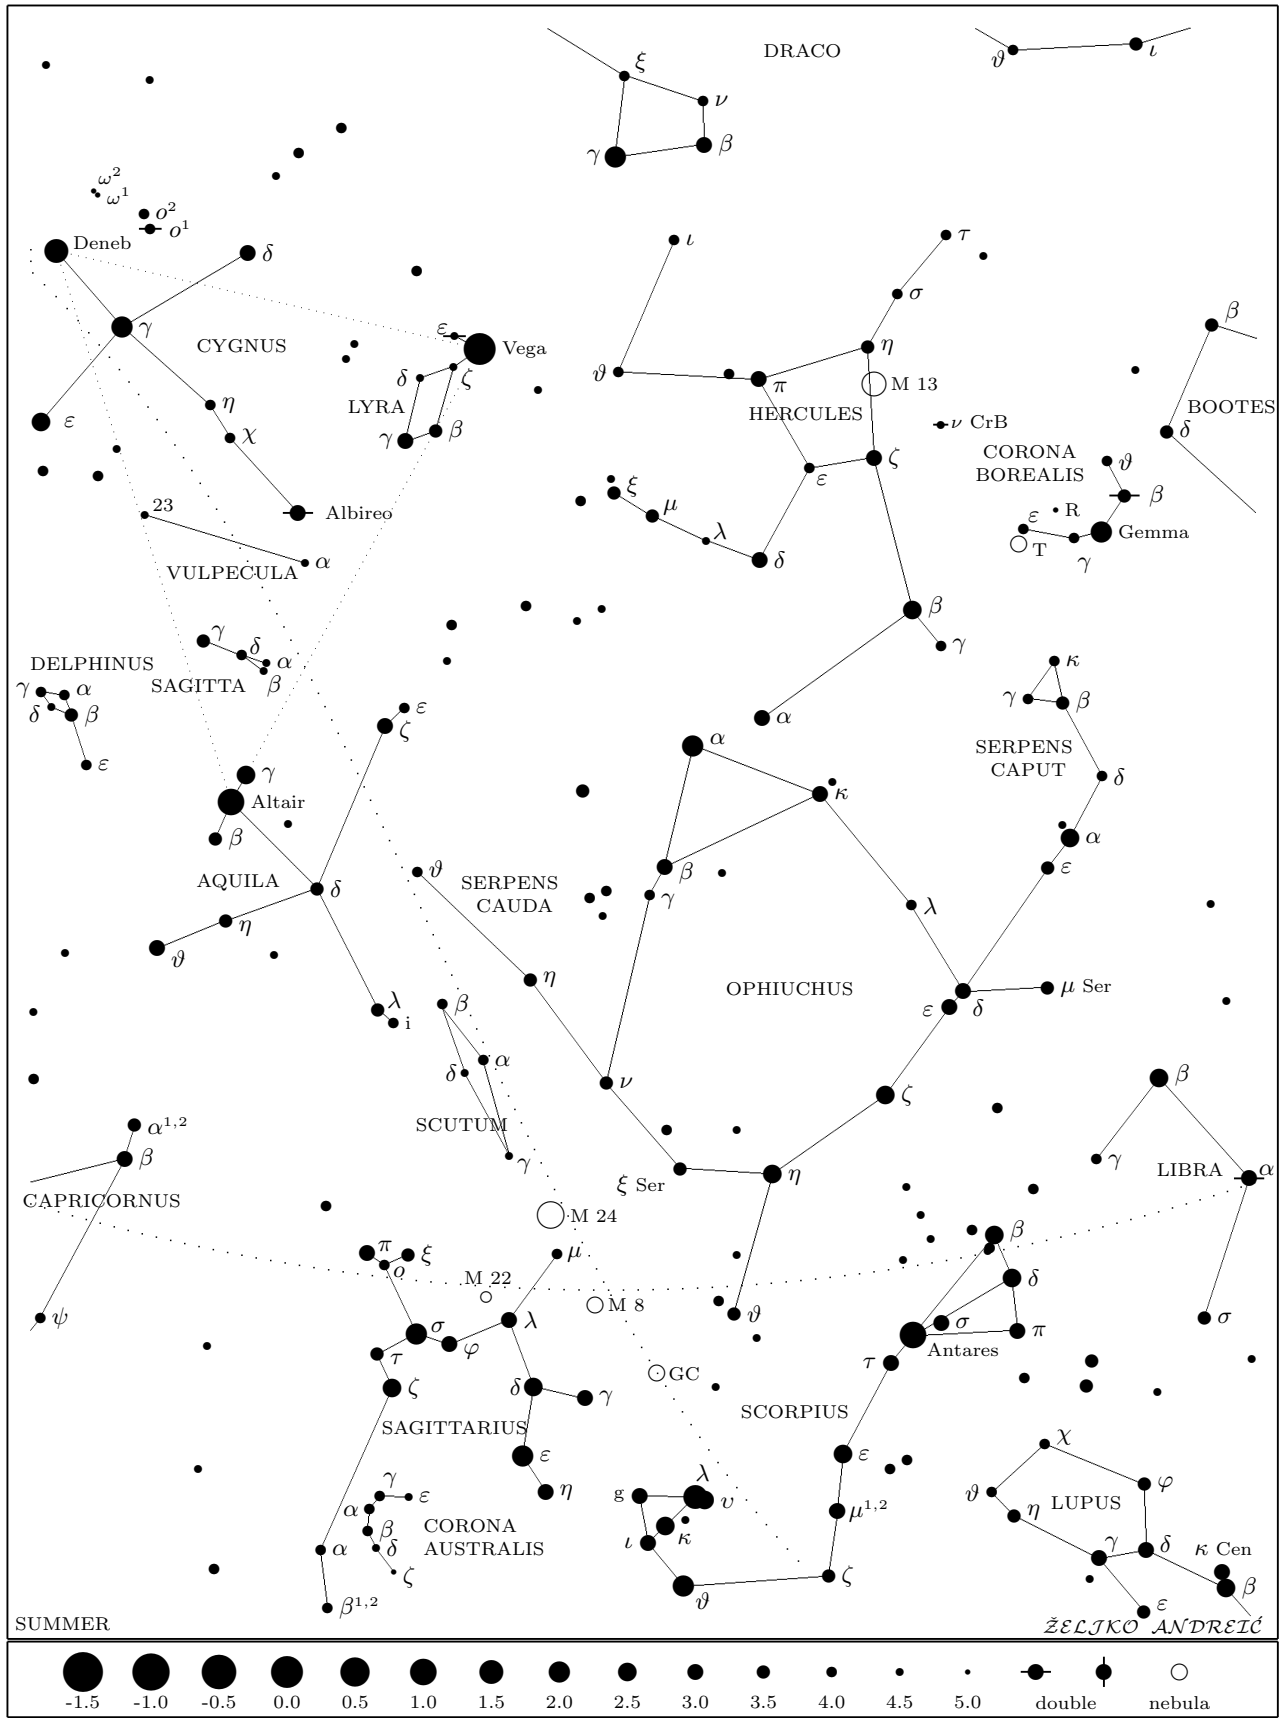 DRACO
ϑ
ι
ξ
ν
γ
β
ω²
ω¹
ο²
ο¹
Deneb
δ
ι
τ
σ
γ
CYGNUS
ε
Vega
η
β
ϑ
π
M 13
δ
ζ
LYRA
HERCULES
BOOTES
ε
η
χ
γ
β
ν CrB
δ
ζ
CORONA
BOREALIS
ϑ
ε
ξ
μ
β
23
Albireo
λ
ε
R
Gemma
T
γ
α
δ
VULPECULA
β
γ
γ
δ
α
β
DELPHINUS
SAGITTA
κ
γ
α
δ
β
ε
γ
β
ε
ζ
α
α
SERPENS
CAPUT
ε
δ
γ
Altair
κ
β
α
AQUILA
δ
ϑ
SERPENS
CAUDA
β
γ
ε
λ
η
ϑ
η
OPHIUCHUS
μ Ser
ε
δ
λ
i
β
α
δ
ν
ζ
β
SCUTUM
α¹,²
β
γ
γ
LIBRA
α
CAPRICORNUS
ξ Ser
η
M 24
π
ξ
ο
μ
β
M 22
δ
M 8
ψ
σ
φ
λ
ϑ
σ
π
σ
Antares
τ
τ
GC
ζ
δ
γ
SAGITTARIUS
SCORPIUS
ε
ε
χ
γ
ε
η
g
λ
υ
ϑ
φ
LUPUS
α
β
CORONA
AUSTRALIS
μ¹,²
η
κ
ι
α
δ
ζ
γ
δ
κ Cen
β
ζ
β¹,²
ϑ
ε
SUMMER
ŽELJKO ANDREIĆ
-1.5 -1.0 -0.5 0.0 0.5 1.0 1.5 2.0 2.5 3.0 3.5 4.0 4.5 5.0 double nebula